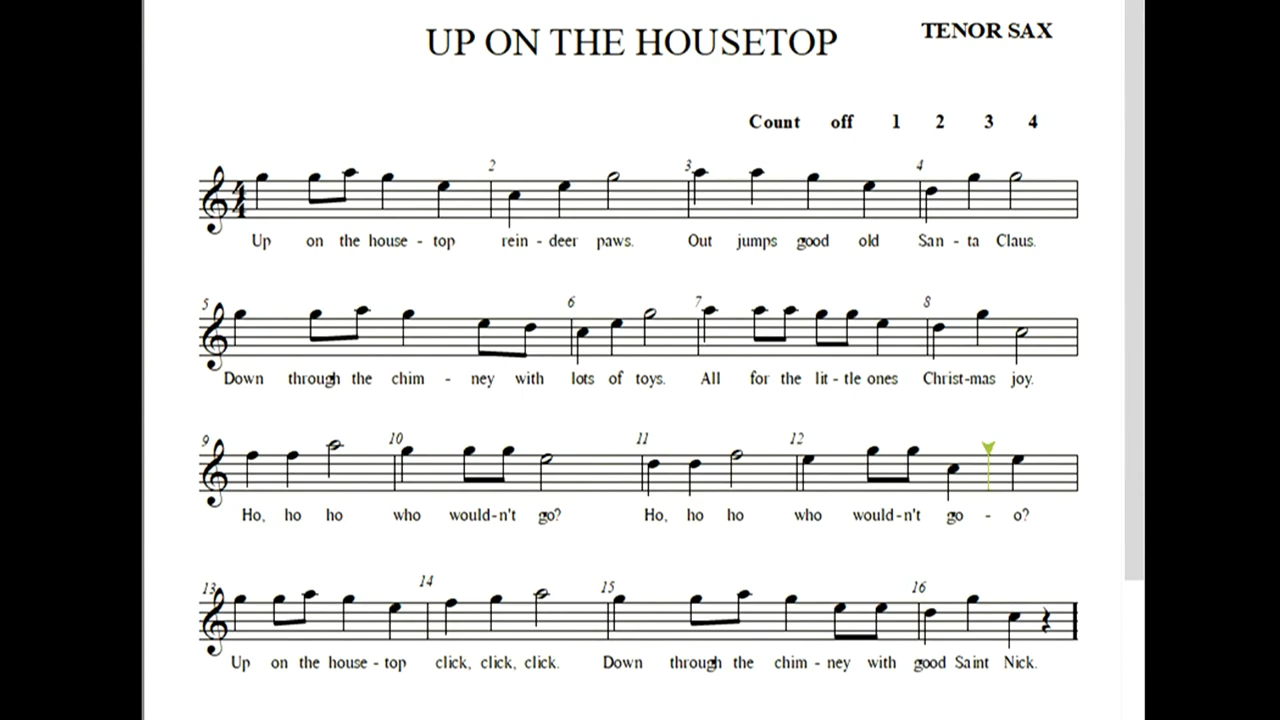 UP ON THE HOUSETOP
TENOR SAX
Count off 1 2 3 4
2 3 4
Up on the house - top rein - deer paws. Out jumps good old San - ta Claus.
5 6 7 8
Down through the chim - ney with lots of toys. All for the lit - tle ones Christ-mas joy.
9 10 11 12
Ho, ho ho who would-n't go? Ho, ho ho who would-n't go - o?
13 14 15 16
Up on the house - top click, click, click. Down through the chim - ney with good Saint Nick.